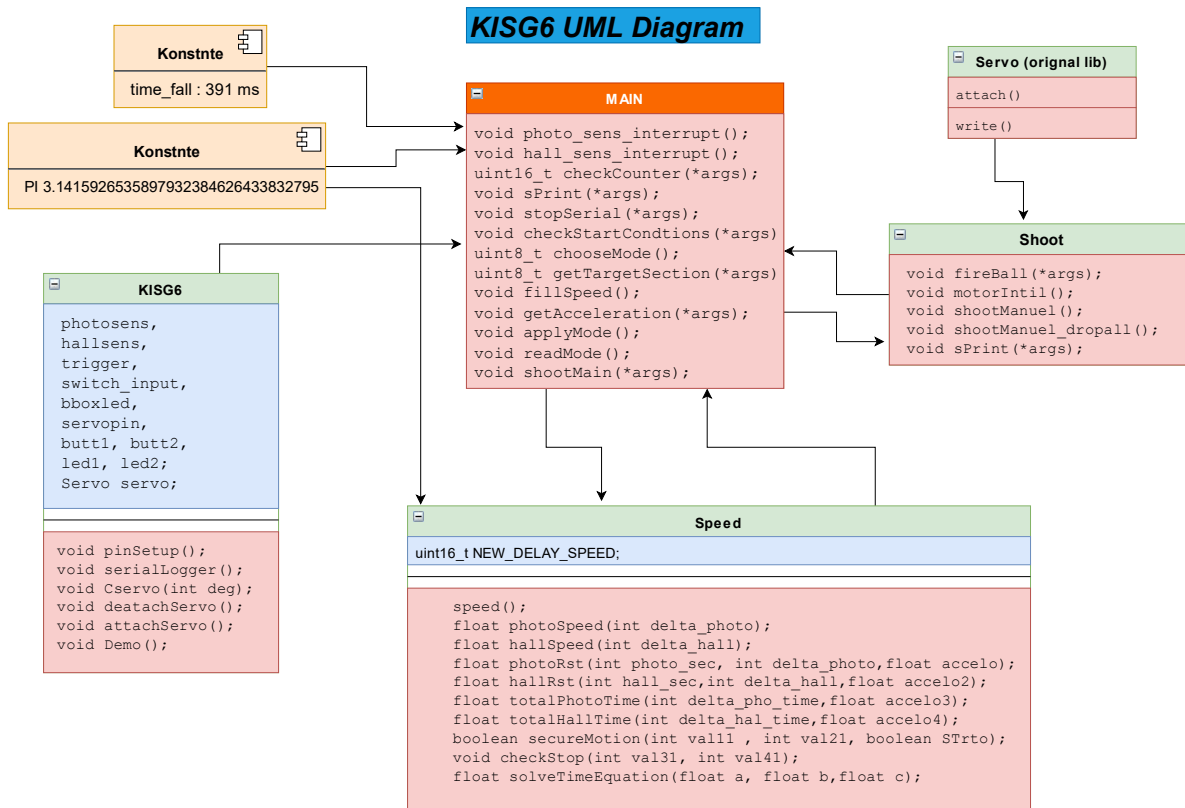 KISG6 UML Diagram
Konstnte
time_fall : 391 ms
Konstnte
PI 3.1415926535897932384626433832795
MAIN
void photo_sens_interrupt();
void hall_sens_interrupt();
uint16_t checkCounter(*args);
void sPrint(*args);
void stopSerial(*args);
void checkStartCondtions(*args)
uint8_t chooseMode();
uint8_t getTargetSection(*args)
void fillSpeed();
void getAcceleration(*args);
void applyMode();
void readMode();
void shootMain(*args);
Servo (orignal lib)
attach()
write()
Shoot
void fireBall(*args);
void motorIntil();
void shootManuel();
void shootManuel_dropall();
void sPrint(*args);
KISG6
photosens,
hallsens,
trigger,
switch_input,
bboxled,
servopin,
butt1, butt2,
led1, led2;
Servo servo;
void pinSetup();
void serialLogger();
void Cservo(int deg);
void deatachServo();
void attachServo();
void Demo();
Speed
uint16_t NEW_DELAY_SPEED;
speed();
float photoSpeed(int delta_photo);
float hallSpeed(int delta_hall);
float photoRst(int photo_sec, int delta_photo,float accelo);
float hallRst(int hall_sec,int delta_hall,float accelo2);
float totalPhotoTime(int delta_pho_time,float accelo3);
float totalHallTime(int delta_hal_time,float accelo4);
boolean secureMotion(int val11 , int val21, boolean STrto);
void checkStop(int val31, int val41);
float solveTimeEquation(float a, float b,float c);